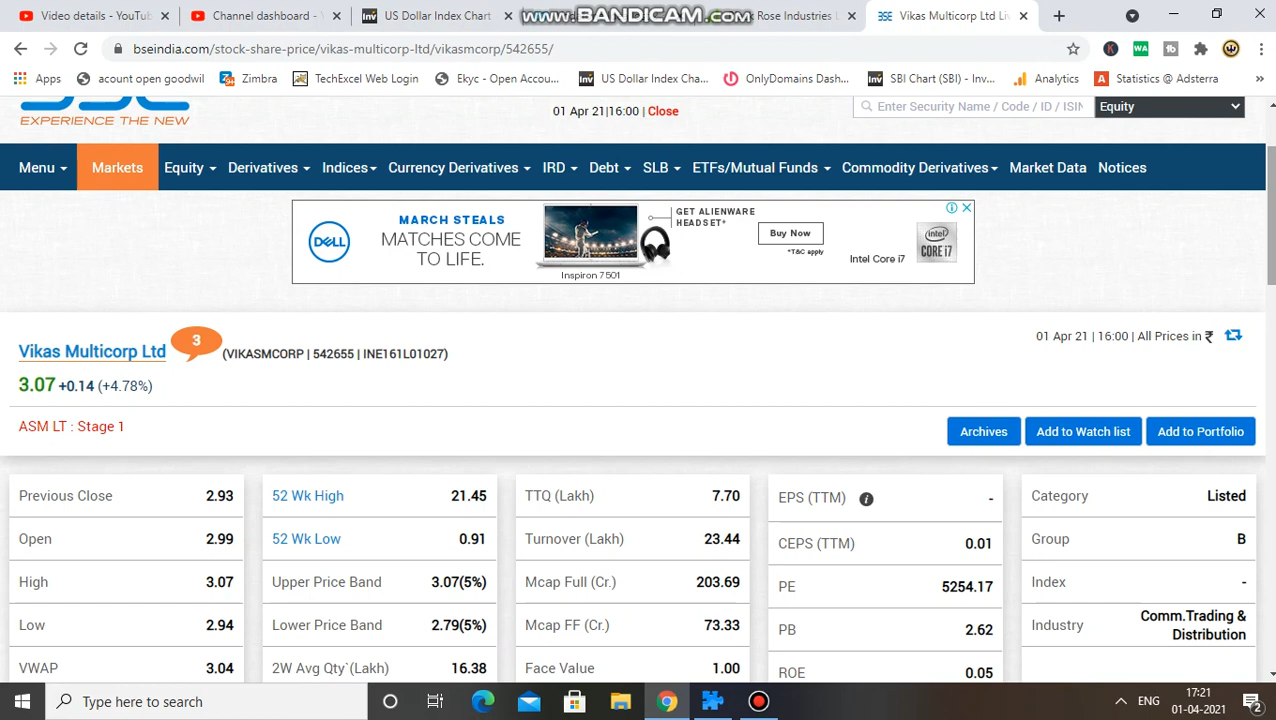 Video details - YouTub
Channel dashboard - Y
US Dollar Index Chart
WWW.BANDICAM.COM
Rose Industries L
Vikas Multicorp Ltd Liv
bseindia.com/stock-share-price/vikas-multicorp-ltd/vikasmcorp/542655/
Apps
acount open goodwil
Zimbra
TechExcel Web Login
Ekyc - Open Accou...
US Dollar Index Cha...
OnlyDomains Dash...
SBI Chart (SBI) - Inv...
Analytics
Statistics @ Adsterra
EXPERIENCE THE NEW
01 Apr 21|16:00 | Close
Enter Security Name / Code / ID / ISIN
Equity
Menu
Markets
Equity
Derivatives
Indices
Currency Derivatives
IRD
Debt
SLB
ETFs/Mutual Funds
Commodity Derivatives
Market Data
Notices
DELL
MARCH STEALS
MATCHES COME
TO LIFE.
Inspiron 7501
GET ALIENWARE
HEADSET*
Buy Now
*T&C apply
Intel Core i7
intel
CORE i7
Vikas Multicorp Ltd
3
(VIKASMCORP | 542655 | INE161L01027)
01 Apr 21 | 16:00 | All Prices in ₹
3.07 +0.14 (+4.78%)
ASM LT : Stage 1
Archives
Add to Watch list
Add to Portfolio
Previous Close 2.93
Open 2.99
High 3.07
Low 2.94
VWAP 3.04
52 Wk High 21.45
52 Wk Low 0.91
Upper Price Band 3.07(5%)
Lower Price Band 2.79(5%)
2W Avg Qty`(Lakh) 16.38
TTQ (Lakh) 7.70
Turnover (Lakh) 23.44
Mcap Full (Cr.) 203.69
Mcap FF (Cr.) 73.33
Face Value 1.00
EPS (TTM) -
CEPS (TTM) 0.01
PE 5254.17
PB 2.62
ROE 0.05
Category Listed
Group B
Index -
Industry Comm.Trading &
Distribution
Type here to search
ENG
17:21
01-04-2021
2